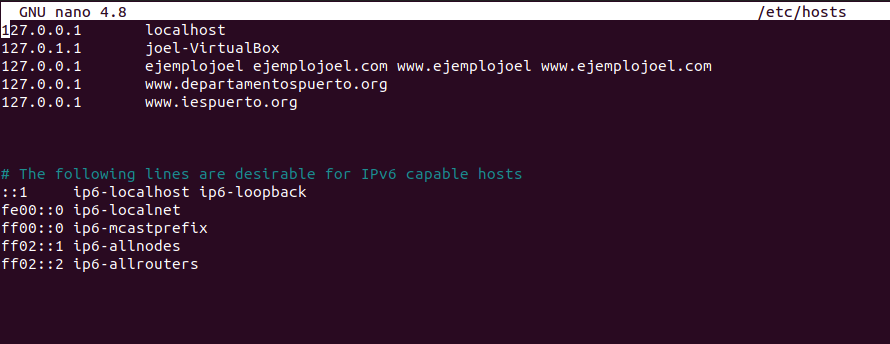 GNU nano 4.8 /etc/hosts
127.0.0.1 localhost
127.0.1.1 joel-VirtualBox
127.0.0.1 ejemplojoel ejemplojoel.com www.ejemplojoel www.ejemplojoel.com
127.0.0.1 www.departamentospuerto.org
127.0.0.1 www.iespuerto.org
# The following lines are desirable for IPv6 capable hosts
::1 ip6-localhost ip6-loopback
fe00::0 ip6-localnet
ff00::0 ip6-mcastprefix
ff02::1 ip6-allnodes
ff02::2 ip6-allrouters